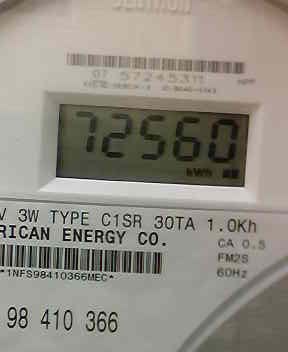 07 57245311
72560
kWh
V 3W TYPE C1SR 30TA 1.0Kh
RICAN ENERGY CO.
CA 0.5
FM2S
60Hz
*1NFS98410366MEC*
98 410 366